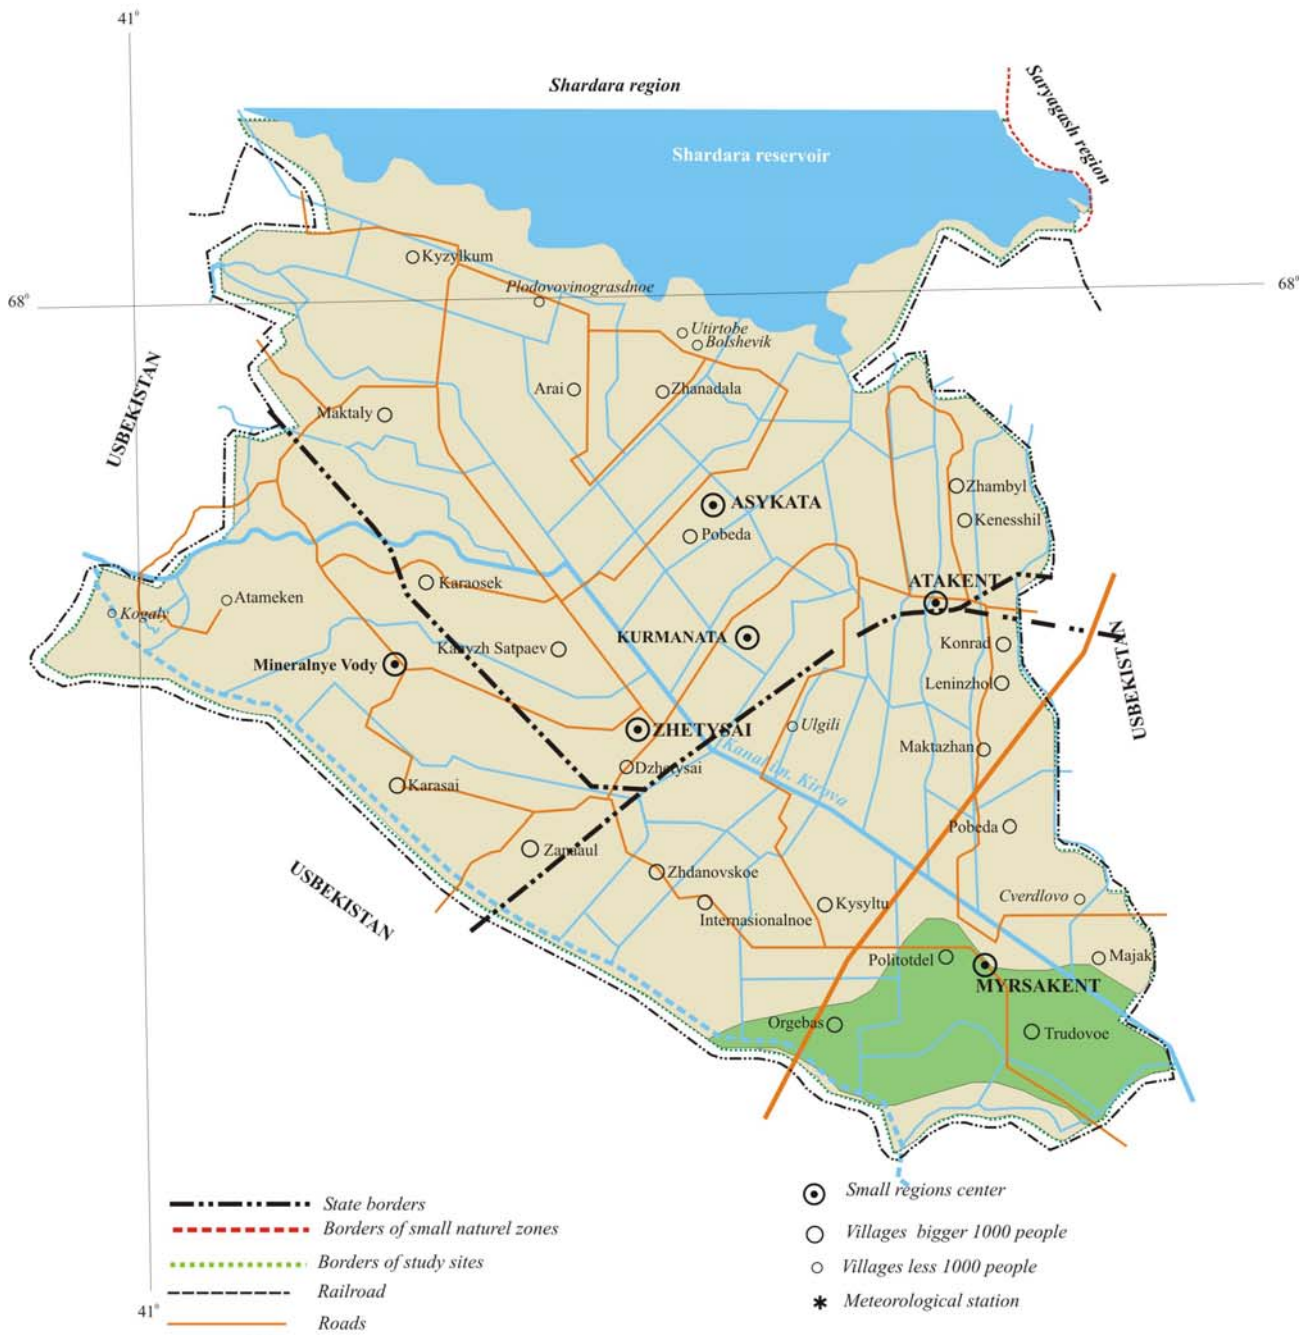 41°
Shardara region
Saryagash region
Shardara reservoir
Kyzylkum
Plodovovinograsdnoe
68°
68°
Utirtobe
Bolshevik
USBEKISTAN
Arai
Zhanadala
Maktaly
Zhambyl
ASYKATA
Kenesshil
Pobeda
Karaosek
ATAKENT
Atameken
Kogaly
KURMANATA
Konrad
USBEKISTAN
Kanyzh Satpaev
Mineralnye Vody
Leninzhol
ZHETYSAI
Ulgili
Maktazhan
Kanal im. Kirova
Dzhetysai
Karasai
Pobeda
Zanaaul
USBEKISTAN
Zhdanovskoe
Cverdlovo
Internasionalnoe
Kysyltu
Politotdel
Majak
MYRSAKENT
Orgebas
Trudovoe
State borders
Borders of small naturel zones
Borders of study sites
Railroad
41°
Roads
Small regions center
Villages bigger 1000 people
Villages less 1000 people
Meteorological station